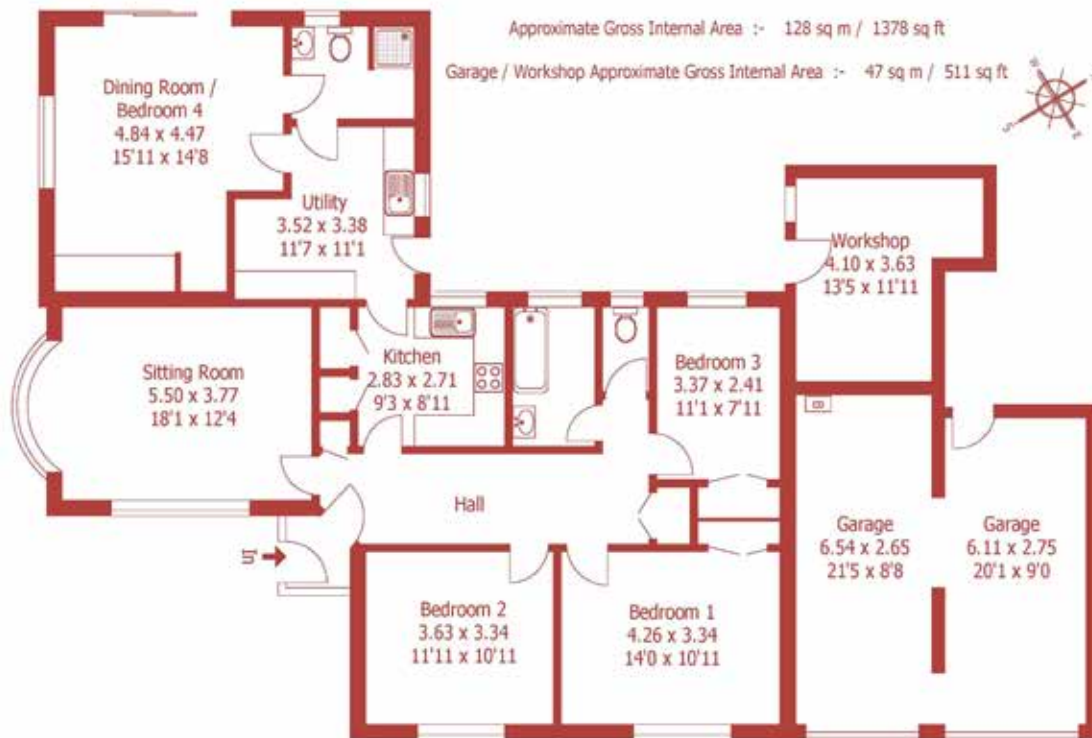 Approximate Gross Internal Area :- 128 sq m / 1378 sq ft
Garage / Workshop Approximate Gross Internal Area :- 47 sq m / 511 sq ft
Dining Room /
Bedroom 4
4.84 x 4.47
15'11 x 14'8
Utility
3.52 x 3.38
11'7 x 11'1
Workshop
4.10 x 3.63
13'5 x 11'11
Sitting Room
5.50 x 3.77
18'1 x 12'4
Kitchen
2.83 x 2.71
9'3 x 8'11
Bedroom 3
3.37 x 2.41
11'1 x 7'11
Hall
Garage
6.54 x 2.65
21'5 x 8'8
Garage
6.11 x 2.75
20'1 x 9'0
In
Bedroom 2
3.63 x 3.34
11'11 x 10'11
Bedroom 1
4.26 x 3.34
14'0 x 10'11